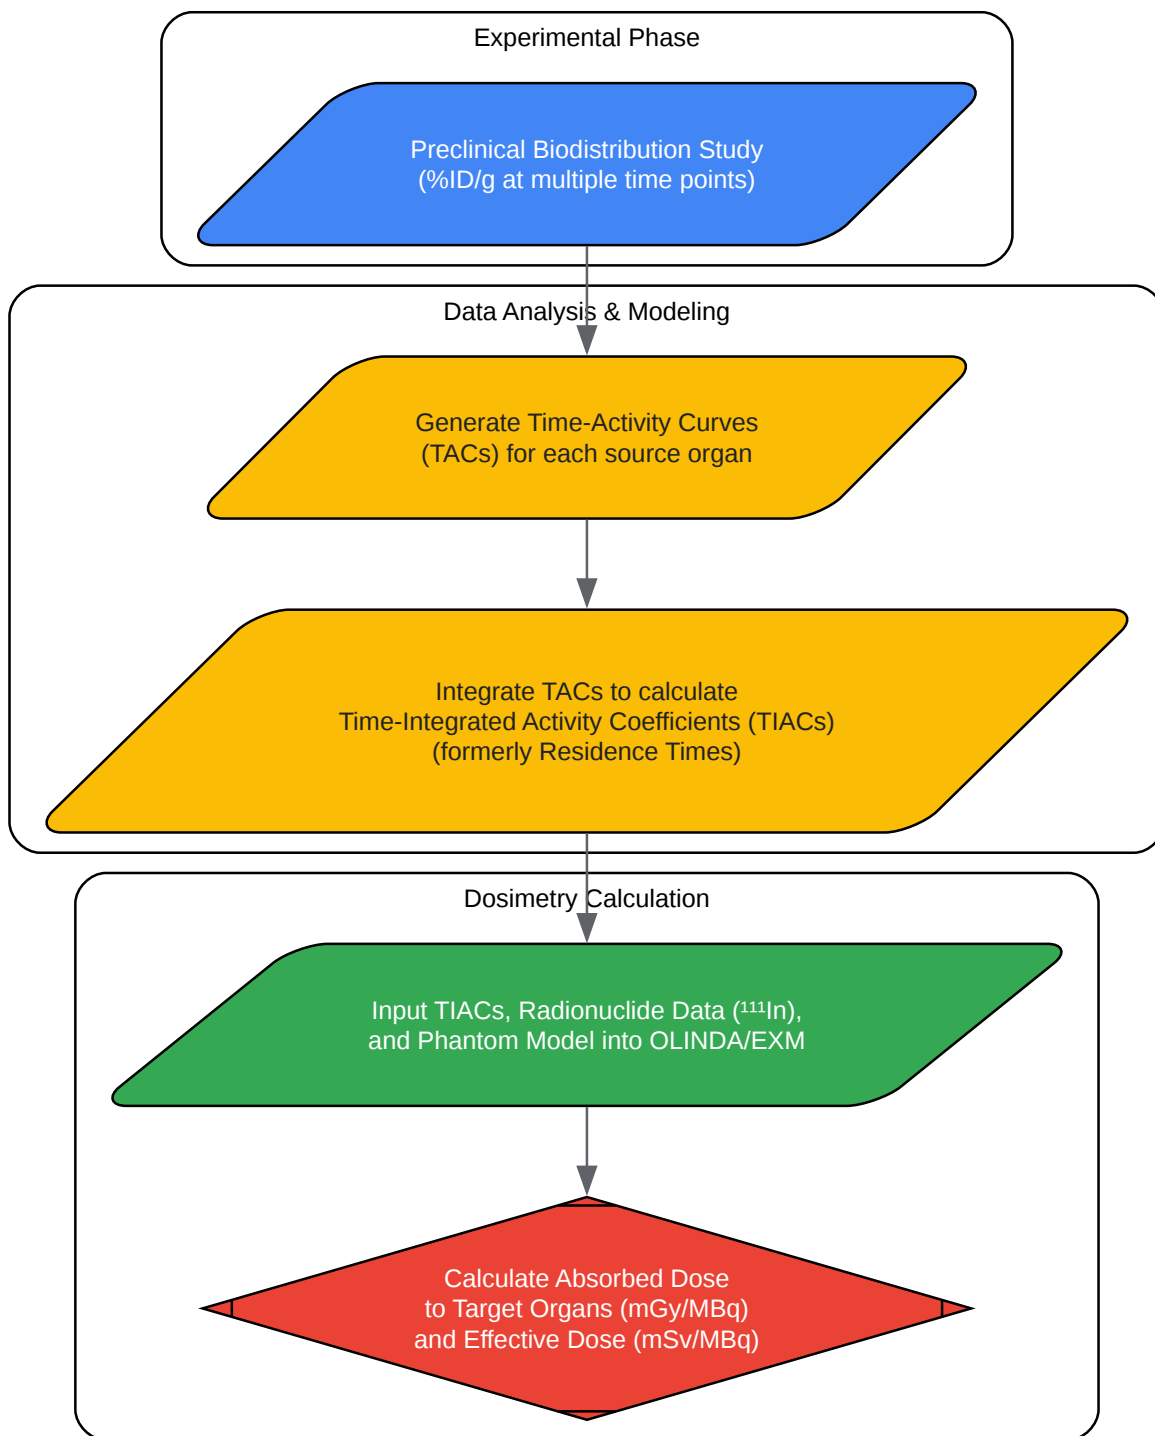 Experimental Phase
Preclinical Biodistribution Study
(%ID/g at multiple time points)
Data Analysis & Modeling
Generate Time-Activity Curves
(TACs) for each source organ
Integrate TACs to calculate
Time-Integrated Activity Coefficients (TIACs)
(formerly Residence Times)
Dosimetry Calculation
Input TIACs, Radionuclide Data (¹¹¹In),
and Phantom Model into OLINDA/EXM
Calculate Absorbed Dose
to Target Organs (mGy/MBq)
and Effective Dose (mSv/MBq)